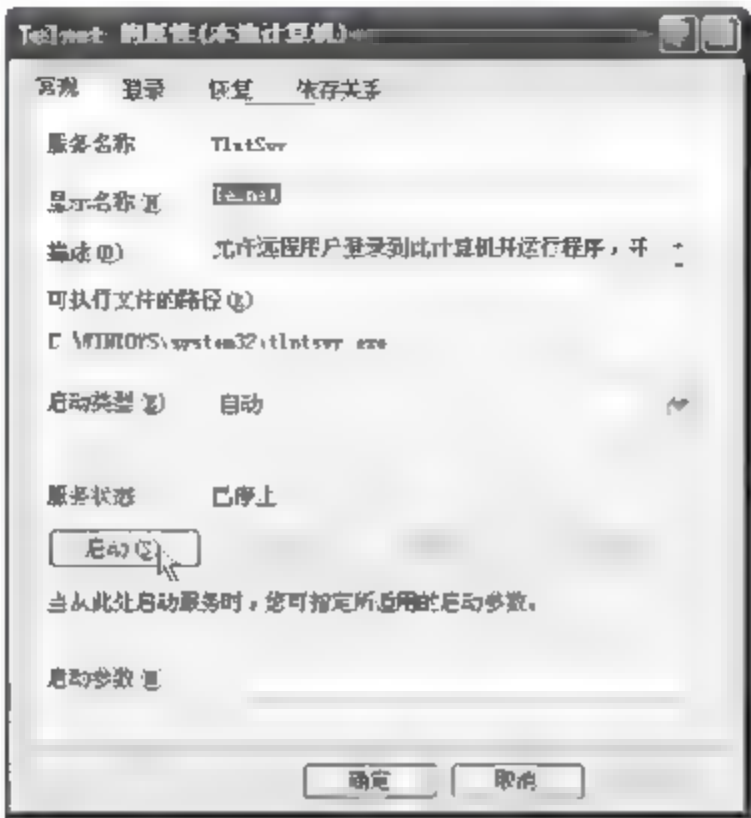 Telnet 的属性(本地计算机)
常规 登录 恢复 依存关系
服务名称 TlntSvr
显示名称(N) Telnet
描述(D) 允许远程用户登录到此计算机并运行程序,并
可执行文件的路径(H)
C \WINDOWS\system32\tlntsvr exe
启动类型(E) 自动
服务状态 已停止
启动(S)
当从此处启动服务时,您可指定所适用的启动参数。
启动参数(M)
确定 取消